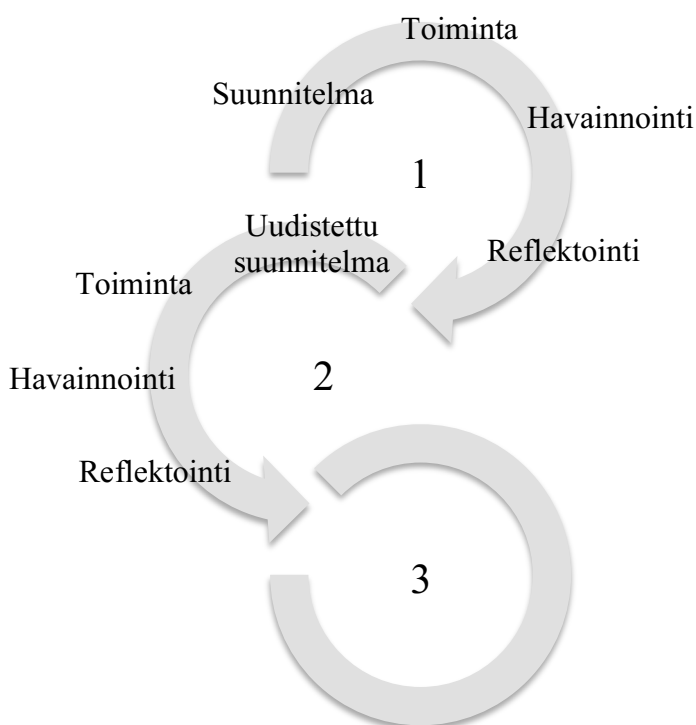 Toiminta
Suunnitelma
Havainnointi
1
Reflektointi
Uudistettu
suunnitelma
Toiminta
Havainnointi
2
Reflektointi
3